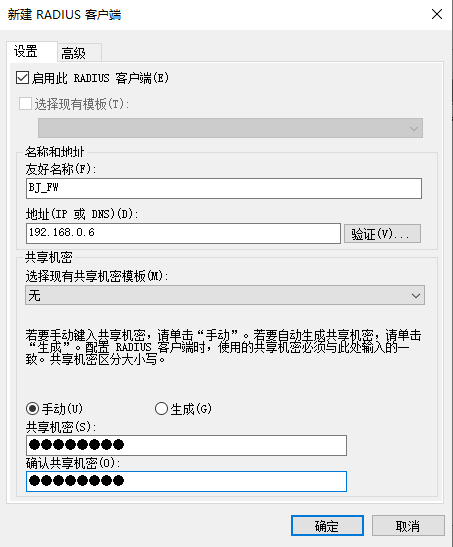 新建 RADIUS 客户端
设置 高级
启用此 RADIUS 客户端(E)
选择现有模板(T):
名称和地址
友好名称(F):
BJ_FW
地址(IP 或 DNS)(D):
192.168.0.6 验证(V)...
共享机密
选择现有共享机密模板(M):
无
若要手动键入共享机密，请单击“手动”。若要自动生成共享机密，请单击
“生成”。配置 RADIUS 客户端时，使用的共享机密必须与此处输入的一
致。共享机密区分大小写。
手动(U) 生成(G)
共享机密(S):
●●●●●●●●
确认共享机密(O):
●●●●●●●●
确定 取消